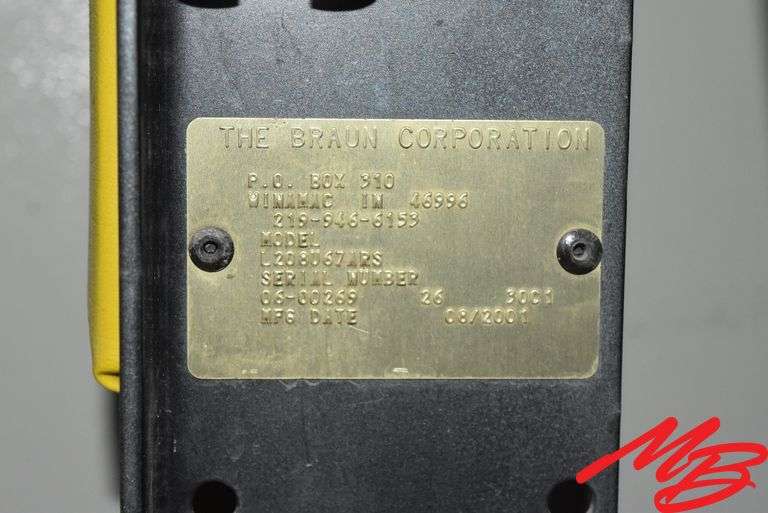 THE BRAUN CORPORATION
P.O. BOX 310
WINAMAC IN 46996
219-946-6153
MODEL
L208U67ARS
SERIAL NUMBER
06-00269 26 3001
MFG DATE 08/2001
MB